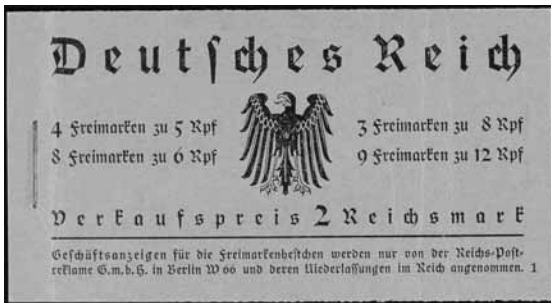 Deutsches Reich
4 Freimarken zu 5 Rpf
8 Freimarken zu 6 Rpf
3 Freimarken zu 8 Rpf
9 Freimarken zu 12 Rpf
Verkaufspreis 2 Reichsmark
Geschäftsanzeigen für die Freimarkenheftchen werden nur von der Reichs-Post-
reklame G.m.b.H. in Berlin W 66 und deren Niederlassungen im Reich angenommen. 1